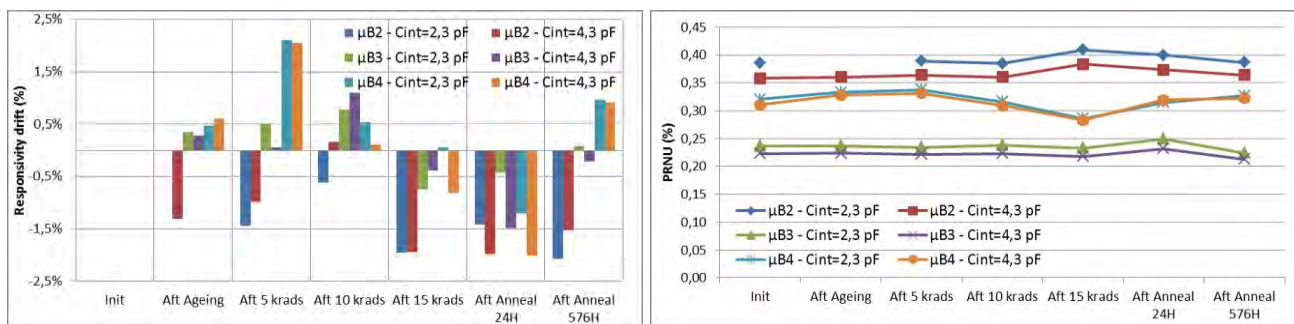 2,5%
1,5%
0,5%
-0,5%
-1,5%
-2,5%
Responsivity drift (%)
µB2 - Cint=2,3 pF
µB2 - Cint=4,3 pF
µB3 - Cint=2,3 pF
µB3 - Cint=4,3 pF
µB4 - Cint=2,3 pF
µB4 - Cint=4,3 pF
Init
Aft Ageing
Aft 5 krads
Aft 10 krads
Aft 15 krads
Aft Anneal
24H
Aft Anneal
576H
0,45
0,40
0,35
0,30
0,25
0,20
0,15
0,10
0,05
0,00
PRNU (%)
µB2 - Cint=2,3 pF
µB2 - Cint=4,3 pF
µB3 - Cint=2,3 pF
µB3 - Cint=4,3 pF
µB4 - Cint=2,3 pF
µB4 - Cint=4,3 pF
Init
Aft Ageing
Aft 5 krads
Aft 10 krads
Aft 15 krads
Aft Anneal
24H
Aft Anneal
576H